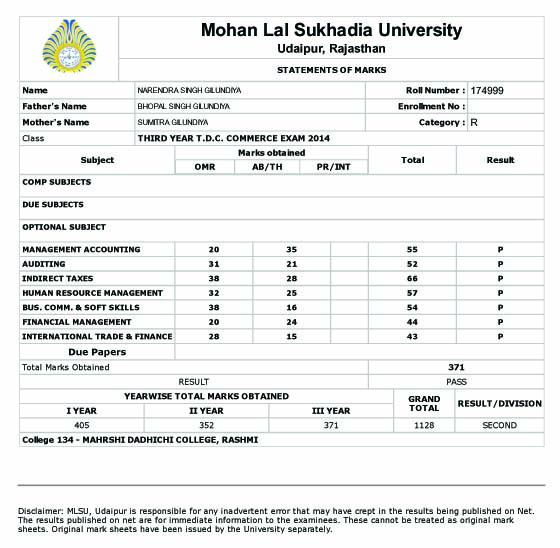 Mohan Lal Sukhadia University
Udaipur, Rajasthan
STATEMENTS OF MARKS
Name NARENDRA SINGH GILUNDIYA Roll Number : 174999
Father's Name BHOPAL SINGH GILUNDIYA Enrollment No :
Mother's Name SUMITRA GILUNDIYA Category : R
Class THIRD YEAR T.D.C. COMMERCE EXAM 2014
Subject Marks obtained Total Result
OMR AB/TH PR/INT
COMP SUBJECTS
DUE SUBJECTS
OPTIONAL SUBJECT
MANAGEMENT ACCOUNTING 20 35 55 P
AUDITING 31 21 52 P
INDIRECT TAXES 38 28 66 P
HUMAN RESOURCE MANAGEMENT 32 25 57 P
BUS. COMM. & SOFT SKILLS 38 16 54 P
FINANCIAL MANAGEMENT 20 24 44 P
INTERNATIONAL TRADE & FINANCE 28 15 43 P
Due Papers
Total Marks Obtained 371
RESULT PASS
YEARWISE TOTAL MARKS OBTAINED GRAND TOTAL RESULT/DIVISION
I YEAR II YEAR III YEAR
405 352 371 1128 SECOND
College 134 - MAHRSHI DADHICHI COLLEGE, RASHMI
Disclaimer: MLSU, Udaipur is responsible for any inadvertent error that may have crept in the results being published on Net.
The results published on net are for immediate information to the examinees. These cannot be treated as original mark
sheets. Original mark sheets have been issued by the University separately.